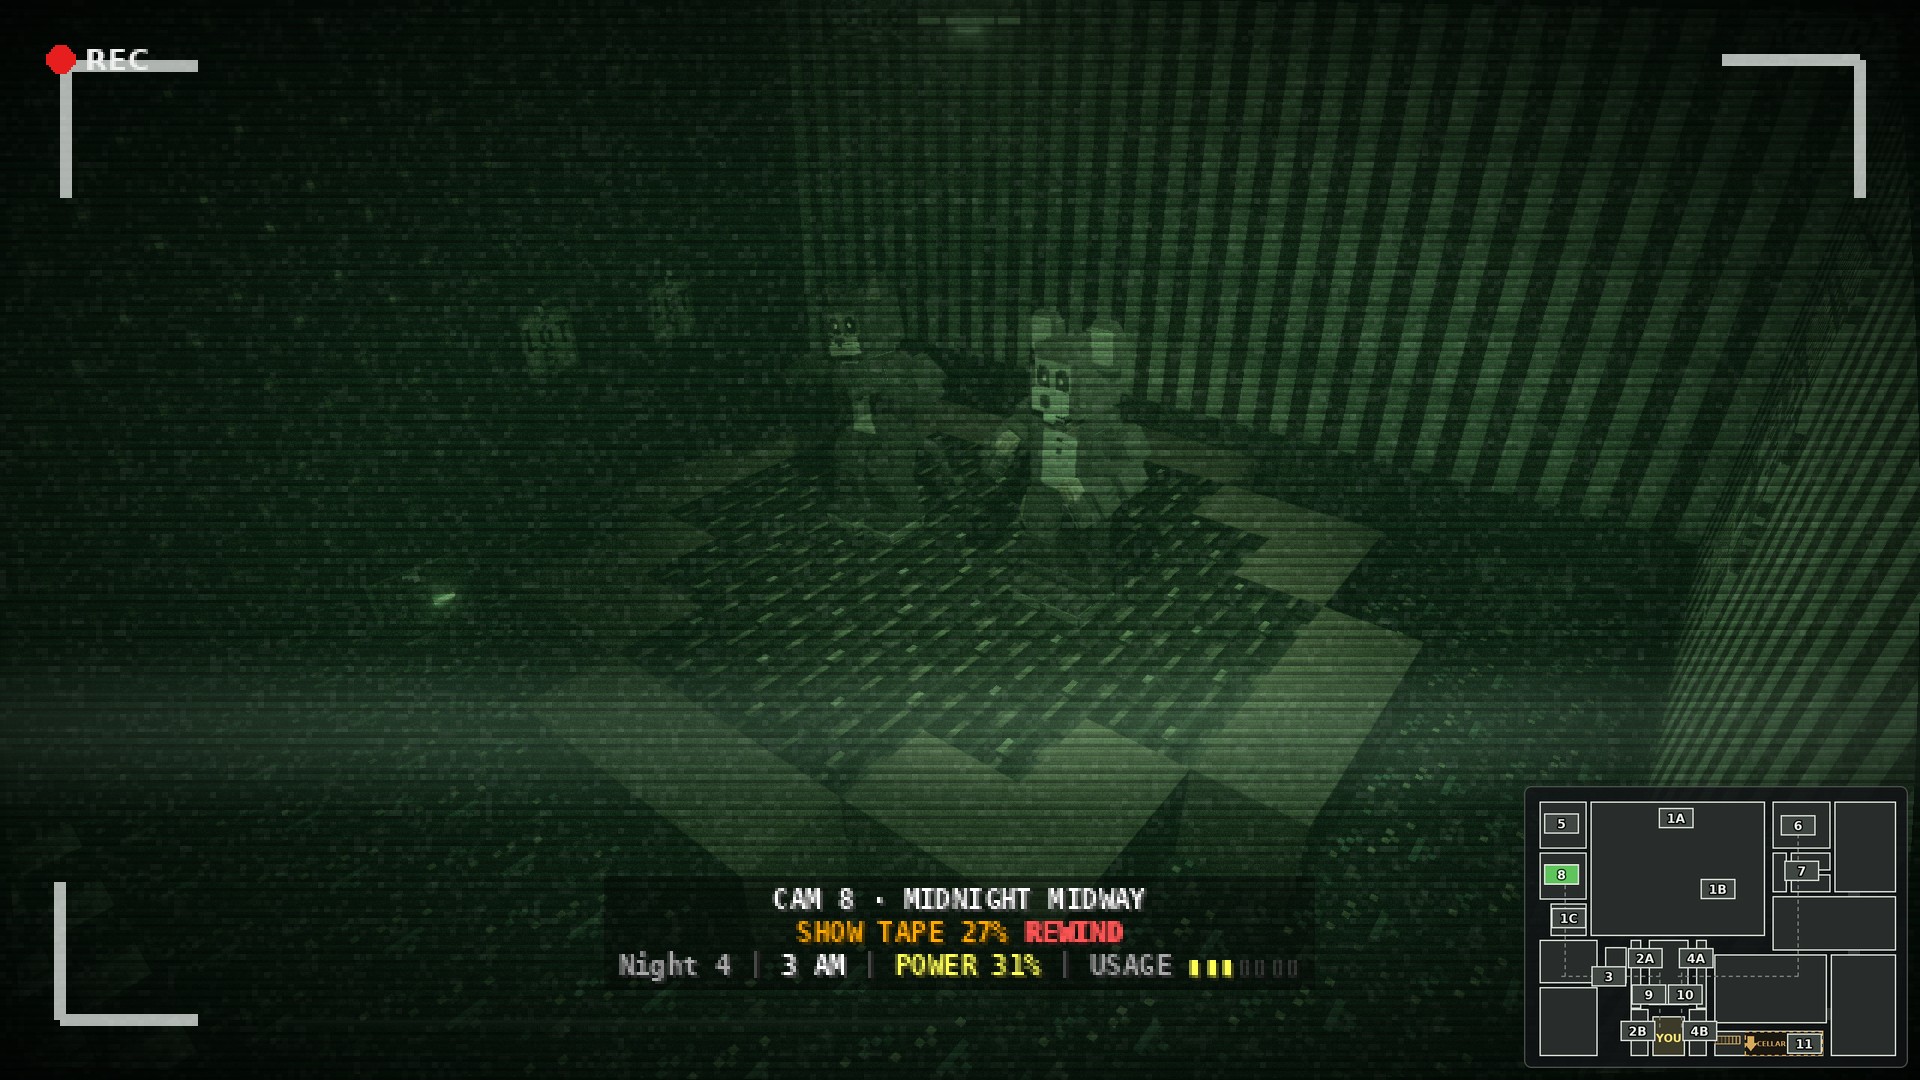 REC
LOT
CAM 8 · MIDNIGHT MIDWAY
SHOW TAPE 27% REWIND
Night 4 | 3 AM | POWER 31% | USAGE
5
1A
6
8
7
1B
1C
2A
4A
3
9
10
2B
YOU
4B
CELLAR
11